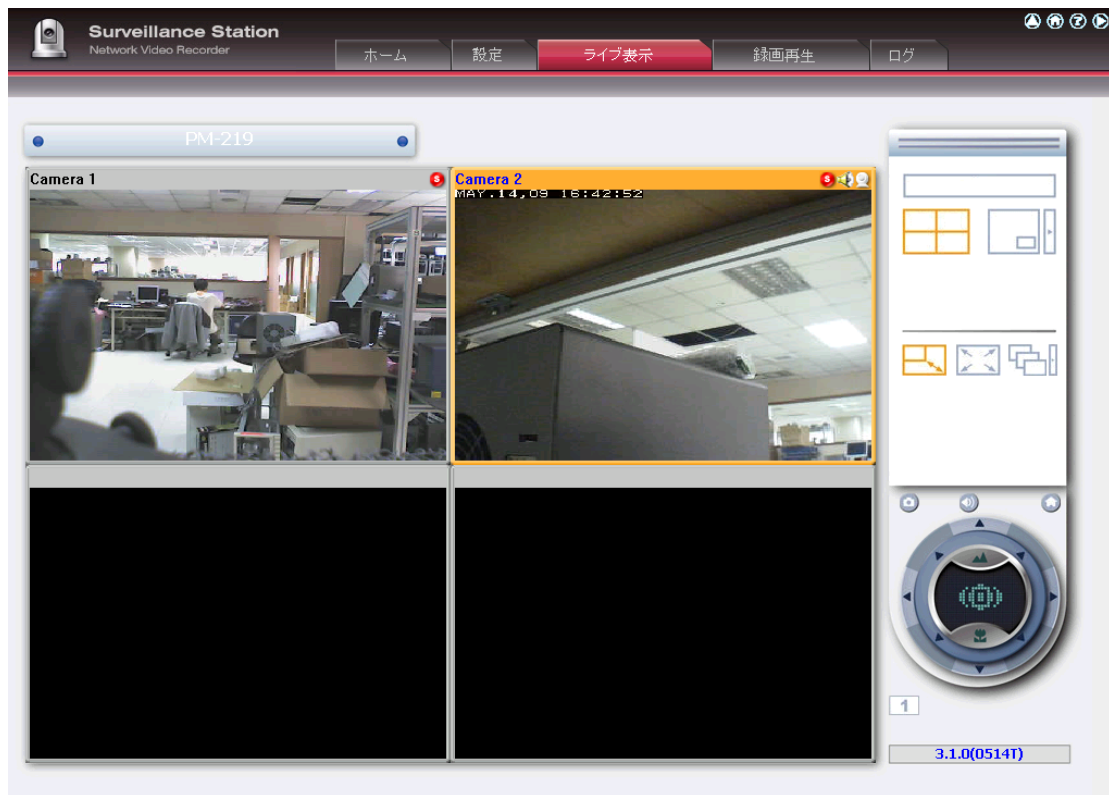 Surveillance Station
Network Video Recorder
ホーム
設定
ライブ表示
録画再生
ログ
PM-219
Camera 1
S
Camera 2
S
MAY.14,09 16:42:52
1
3.1.0(0514T)